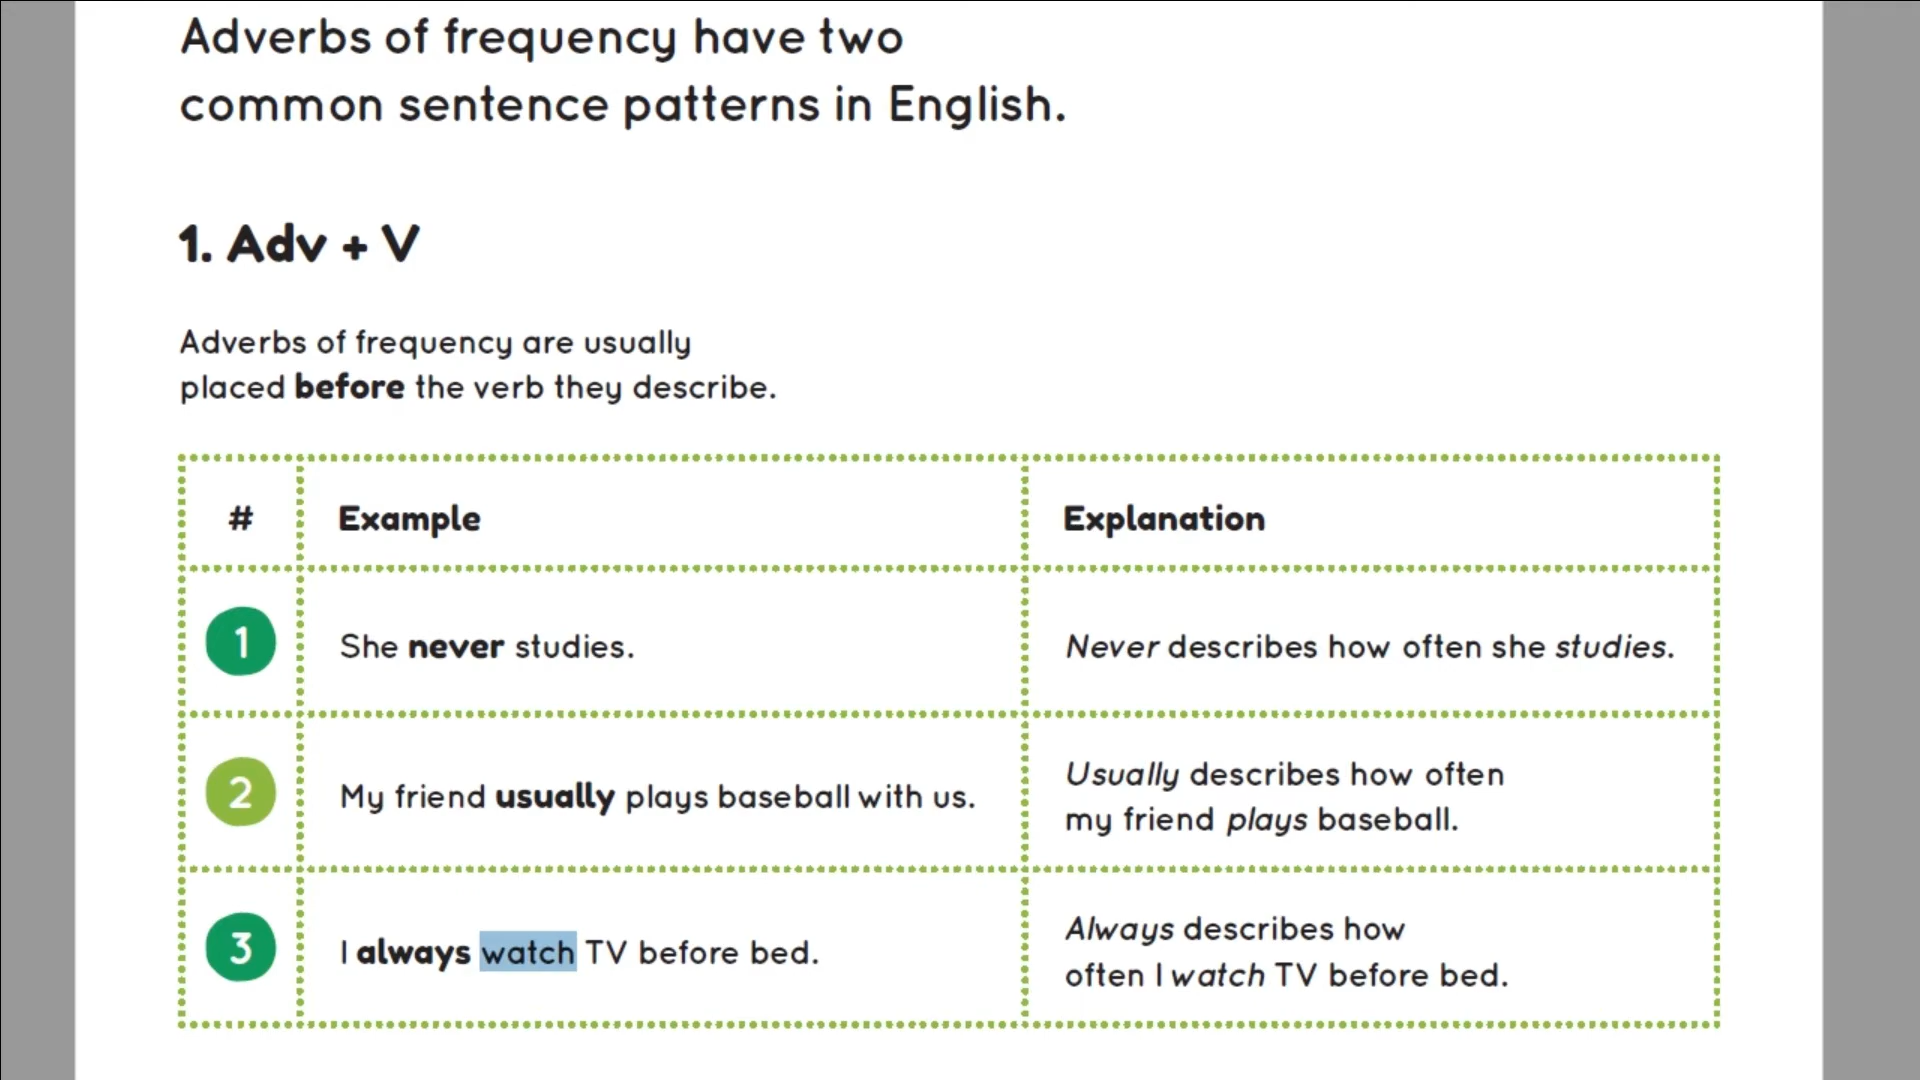 Adverbs of frequency have two
common sentence patterns in English.
1. Adv + V
Adverbs of frequency are usually
placed before the verb they describe.
# Example Explanation
1 She never studies. Never describes how often she studies.
2 My friend usually plays baseball with us. Usually describes how often
my friend plays baseball.
3 I always watch TV before bed. Always describes how
often I watch TV before bed.